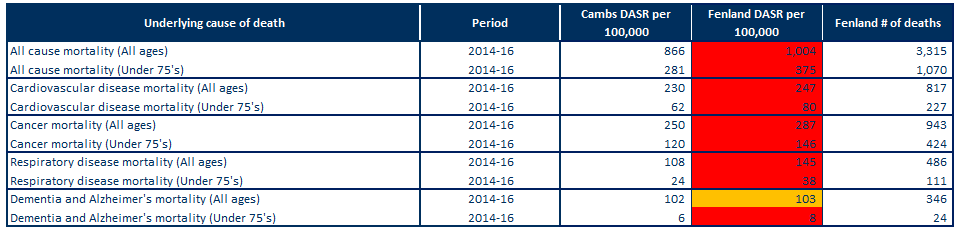 Underlying cause of death Period Cambs DASR per 100,000 Fenland DASR per 100,000 Fenland # of deaths
All cause mortality (All ages) 2014-16 866 1,004 3,315
All cause mortality (Under 75's) 2014-16 281 375 1,070
Cardiovascular disease mortality (All ages) 2014-16 230 247 817
Cardiovascular disease mortality (Under 75's) 2014-16 62 80 227
Cancer mortality (All ages) 2014-16 250 287 943
Cancer mortality (Under 75's) 2014-16 120 146 424
Respiratory disease mortality (All ages) 2014-16 108 145 486
Respiratory disease mortality (Under 75's) 2014-16 24 38 111
Dementia and Alzheimer's mortality (All ages) 2014-16 102 103 346
Dementia and Alzheimer's mortality (Under 75's) 2014-16 6 8 24